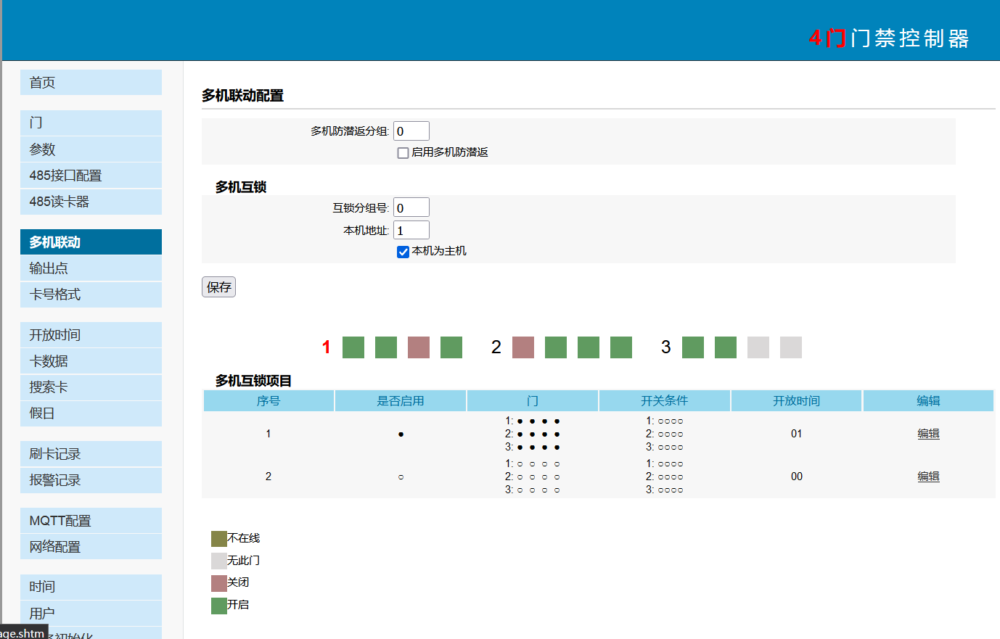 4门门禁控制器
首页
门
参数
485接口配置
485读卡器
多机联动
输出点
卡号格式
开放时间
卡数据
搜索卡
假日
刷卡记录
报警记录
MQTT配置
网络配置
时间
用户
初始化
age.shtm
多机联动配置
多机防潜返分组: 0
启用多机防潜返
多机互锁
互锁分组号: 0
本机地址: 1
本机为主机
保存
1 2 3
多机互锁项目
序号 是否启用 门 开关条件 开放时间 编辑
1 ● 1: ● ● ● ● 1: ○○○○ 01 编辑
2: ● ● ● ● 2: ○○○○
3: ● ● ● ● 3: ○○○○
2 ○ 1: ○ ○ ○ ○ 1: ○○○○ 00 编辑
2: ○ ○ ○ ○ 2: ○○○○
3: ○ ○ ○ ○ 3: ○○○○
不在线
无此门
关闭
开启